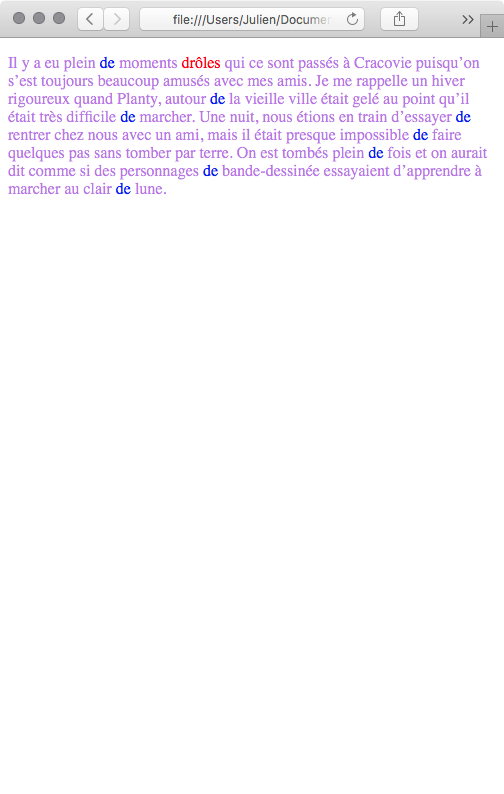 file:///Users/Julien/Documen
Il y a eu plein de moments drôles qui ce sont passés à Cracovie puisqu’on
s’est toujours beaucoup amusés avec mes amis. Je me rappelle un hiver
rigoureux quand Planty, autour de la vieille ville était gelé au point qu’il
était très difficile de marcher. Une nuit, nous étions en train d’essayer de
rentrer chez nous avec un ami, mais il était presque impossible de faire
quelques pas sans tomber par terre. On est tombés plein de fois et on aurait
dit comme si des personnages de bande-dessinée essayaient d’apprendre à
marcher au clair de lune.